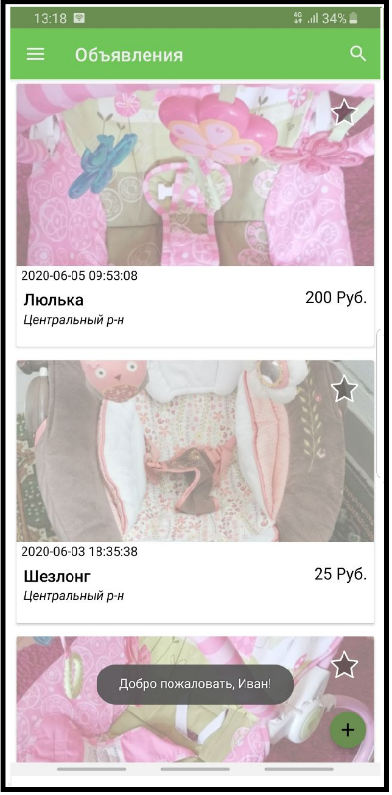 13:18 4G 34%
Объявления
2020-06-05 09:53:08
Люлька 200 Руб.
Центральный р-н
2020-06-03 18:35:38
Шезлонг 25 Руб.
Центральный р-н
Добро пожаловать, Иван!
+